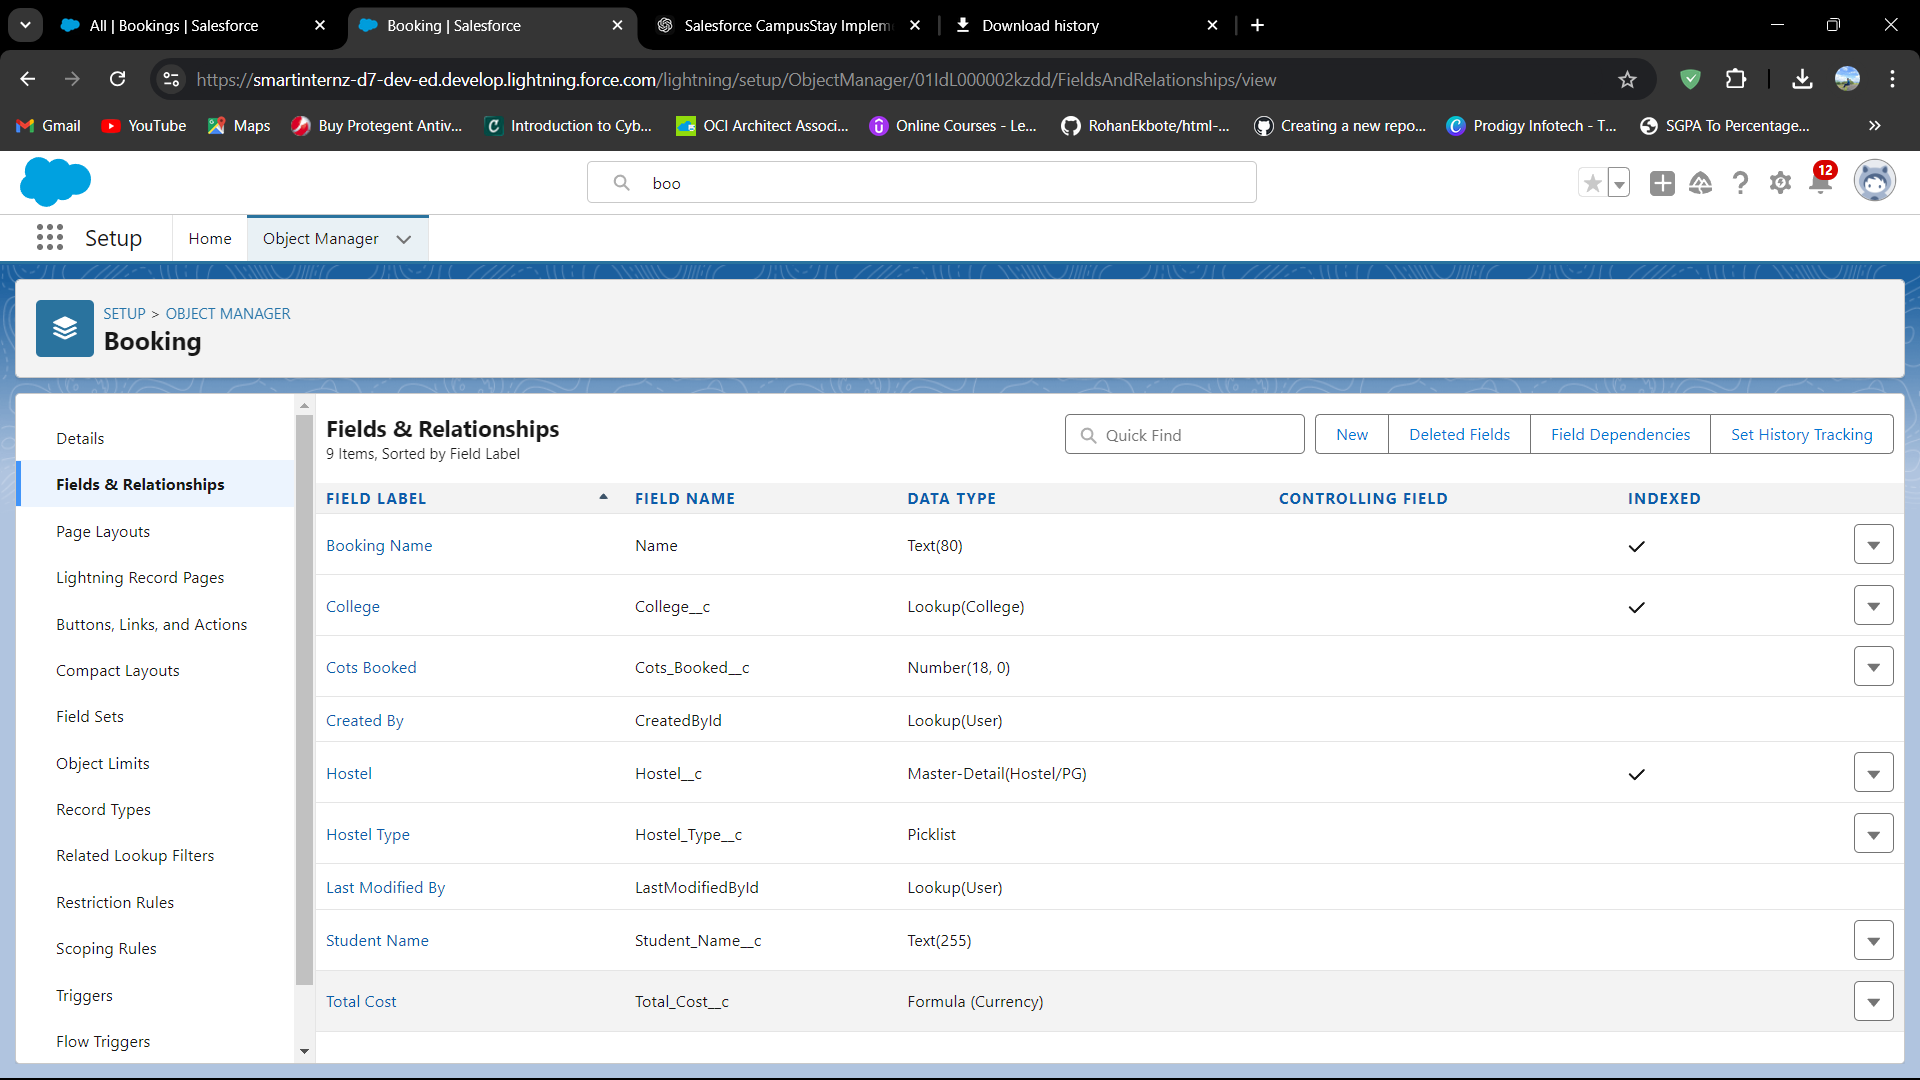 All | Bookings | Salesforce
Booking | Salesforce
Salesforce CampusStay Implem
Download history
https://smartinternz-d7-dev-ed.develop.lightning.force.com/lightning/setup/ObjectManager/01IdL000002kzdd/FieldsAndRelationships/view
Gmail
YouTube
Maps
Buy Protegent Antiv...
Introduction to Cyb...
OCI Architect Associ...
Online Courses - Le...
RohanEkbote/html-...
Creating a new repo...
Prodigy Infotech - T...
SGPA To Percentage...
boo
12
Setup
Home
Object Manager
SETUP > OBJECT MANAGER
Booking
Details
Fields & Relationships
Page Layouts
Lightning Record Pages
Buttons, Links, and Actions
Compact Layouts
Field Sets
Object Limits
Record Types
Related Lookup Filters
Restriction Rules
Scoping Rules
Triggers
Flow Triggers
Fields & Relationships
9 Items, Sorted by Field Label
Quick Find
New
Deleted Fields
Field Dependencies
Set History Tracking
FIELD LABEL FIELD NAME DATA TYPE CONTROLLING FIELD INDEXED
Booking Name Name Text(80)
College College__c Lookup(College)
Cots Booked Cots_Booked__c Number(18, 0)
Created By CreatedById Lookup(User)
Hostel Hostel__c Master-Detail(Hostel/PG)
Hostel Type Hostel_Type__c Picklist
Last Modified By LastModifiedById Lookup(User)
Student Name Student_Name__c Text(255)
Total Cost Total_Cost__c Formula (Currency)